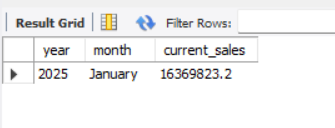 Result Grid Filter Rows:
year month current_sales
2025 January 16369823.2